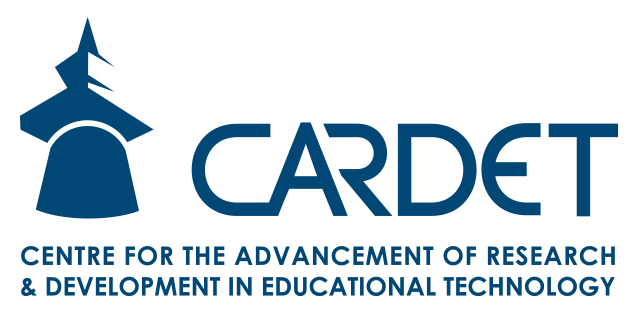 CARDET
CENTRE FOR THE ADVANCEMENT OF RESEARCH
& DEVELOPMENT IN EDUCATIONAL TECHNOLOGY